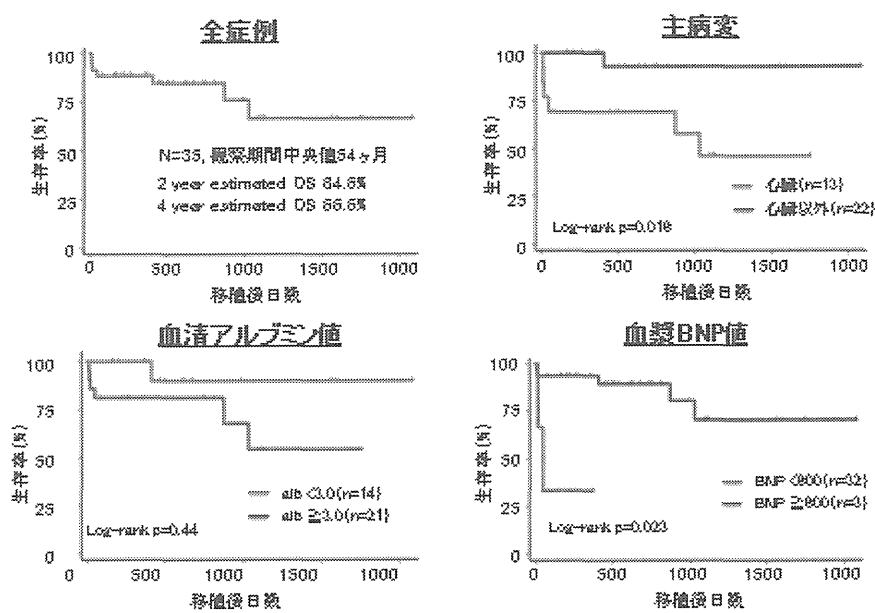 全症例
生存率(%)
100
75
50
25
0
N=35, 観察期間中央値54ヶ月
2 year estimated OS 84.6%
4 year estimated OS 66.6%
0 500 1000 1500 1000
移植後日数
主病変
生存率(%)
100
75
50
25
0
心臓(n=13)
心臓以外(n=22)
Log-rank p=0.018
0 500 1000 1500 1000
移植後日数
血清アルブミン値
生存率(%)
100
75
50
25
0
alb <3.0(n=14)
alb ≧3.0(n=21)
Log-rank p=0.44
0 500 1000 1500 1000
移植後日数
血漿BNP値
生存率(%)
100
75
50
25
0
BNP <800(n=32)
BNP ≧800(n=3)
Log-rank p=0.023
0 500 1000 1500 1000
移植後日数